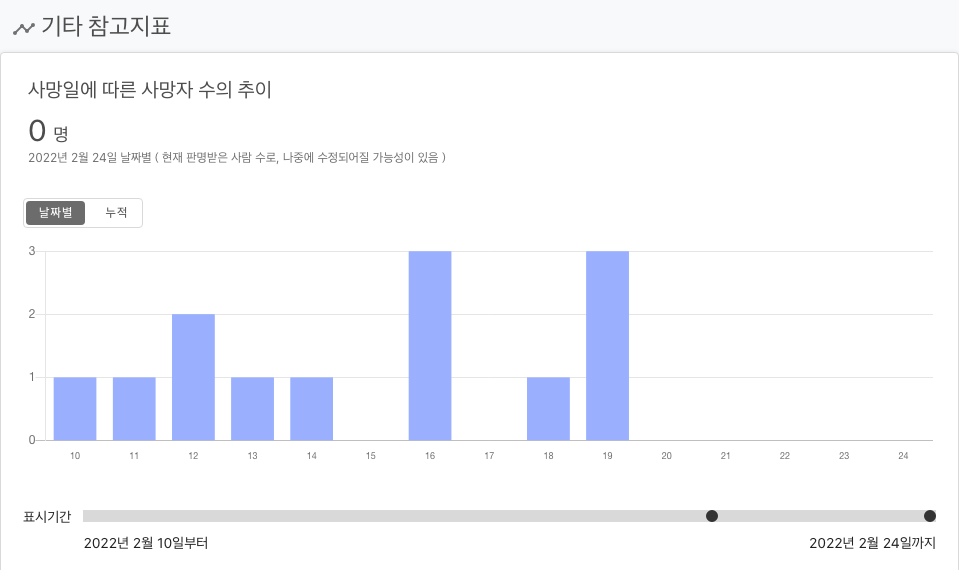 기타 참고지표
사망일에 따른 사망자 수의 추이
0 명
2022년 2월 24일 날짜별 ( 현재 판명받은 사람 수로, 나중에 수정되어질 가능성이 있음 )
날짜별 누적
3
2
1
0
10 11 12 13 14 15 16 17 18 19 20 21 22 23 24
표시기간
2022년 2월 10일부터 2022년 2월 24일까지